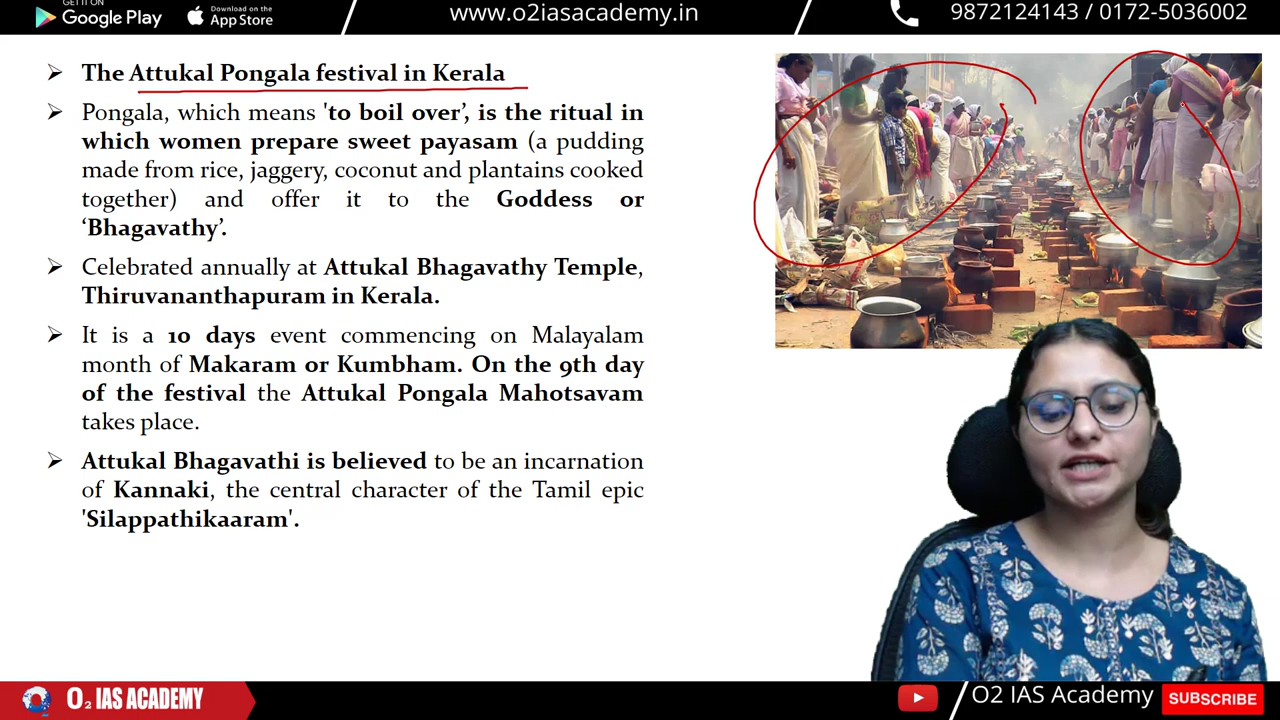 GET IT ON
Google Play
Download on the
App Store
www.o2iasacademy.in
9872124143 / 0172-5036002
➢ The Attukal Pongala festival in Kerala
➢ Pongala, which means 'to boil over’, is the ritual in
which women prepare sweet payasam (a pudding
made from rice, jaggery, coconut and plantains cooked
together) and offer it to the Goddess or
‘Bhagavathy’.
➢ Celebrated annually at Attukal Bhagavathy Temple,
Thiruvananthapuram in Kerala.
➢ It is a 10 days event commencing on Malayalam
month of Makaram or Kumbham. On the 9th day
of the festival the Attukal Pongala Mahotsavam
takes place.
➢ Attukal Bhagavathi is believed to be an incarnation
of Kannaki, the central character of the Tamil epic
'Silappathikaaram'.
O2 IAS ACADEMY
O2 IAS Academy
SUBSCRIBE